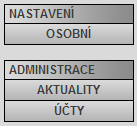 NASTAVENÍ
OSOBNÍ
ADMINISTRACE
AKTUALITY
ÚČTY